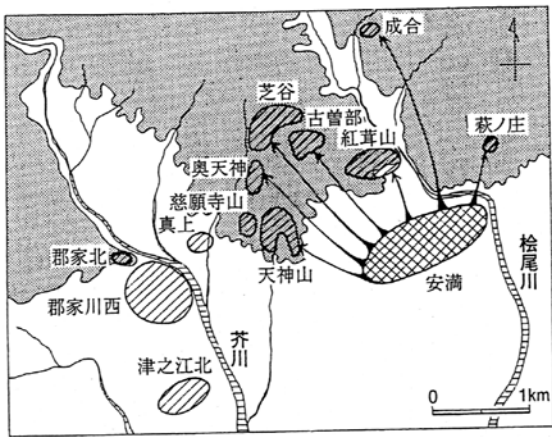 成合
4
芝谷
古曽部
萩ノ庄
紅茸山
奥天神
慈願寺山
真上
郡家北
天神山
安満
郡家川西
桧尾川
芥川
津之江北
0 1km